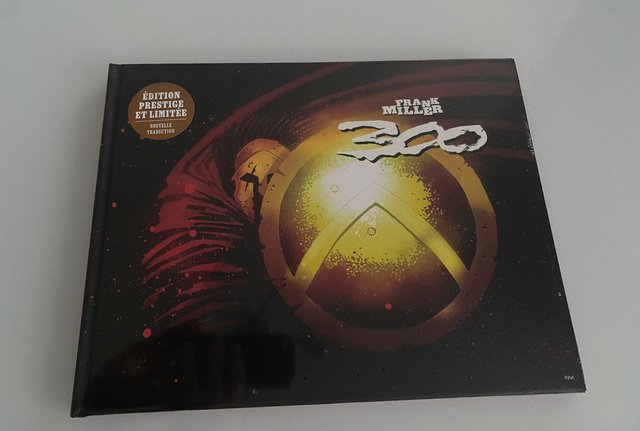 ÉDITION
PRESTIGE
ET LIMITÉE
NOUVELLE
TRADUCTION
FRANK
MILLER
300